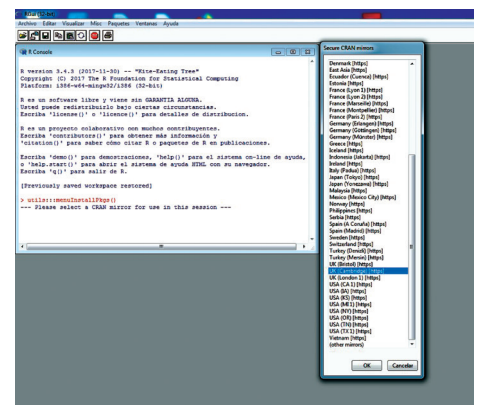 RGui (32-bit)
Archivo Editar Visualizar Misc Paquetes Ventanas Ayuda
R Console
R version 3.4.3 (2017-11-30) -- "Kite-Eating Tree"
Copyright (C) 2017 The R Foundation for Statistical Computing
Platform: i386-w64-mingw32/i386 (32-bit)
R es un software libre y viene sin GARANTIA ALGUNA.
Usted puede redistribuirlo bajo ciertas circunstancias.
Escriba 'license()' o 'licence()' para detalles de distribucion.
R es un proyecto colaborativo con muchos contribuyentes.
Escriba 'contributors()' para obtener más información y
'citation()' para saber cómo citar R o paquetes de R en publicaciones.
Escriba 'demo()' para demostraciones, 'help()' para el sistema on-line de ayuda,
o 'help.start()' para abrir el sistema de ayuda HTML con su navegador.
Escriba 'q()' para salir de R.
[Previously saved workspace restored]
> utils:::menuInstallPkgs()
--- Please select a CRAN mirror for use in this session ---
Secure CRAN mirrors
Denmark [https]
East Asia [https]
Ecuador (Cuenca) [https]
Estonia [https]
France (Lyon 1) [https]
France (Lyon 2) [https]
France (Marseille) [https]
France (Montpellier) [https]
France (Paris 2) [https]
Germany (Erlangen) [https]
Germany (Göttingen) [https]
Germany (Münster) [https]
Greece [https]
Iceland [https]
Indonesia (Jakarta) [https]
Ireland [https]
Italy (Padua) [https]
Japan (Tokyo) [https]
Japan (Yonezawa) [https]
Malaysia [https]
Mexico (Mexico City) [https]
Norway [https]
Philippines [https]
Serbia [https]
Spain (A Coruña) [https]
Spain (Madrid) [https]
Sweden [https]
Switzerland [https]
Turkey (Denizli) [https]
Turkey (Mersin) [https]
UK (Bristol) [https]
UK (Cambridge) [https]
UK (London 1) [https]
USA (CA 1) [https]
USA (IA) [https]
USA (KS) [https]
USA (MI 1) [https]
USA (NY) [https]
USA (OR) [https]
USA (TN) [https]
USA (TX 1) [https]
Vietnam [https]
(other mirrors)
OK
Cancelar